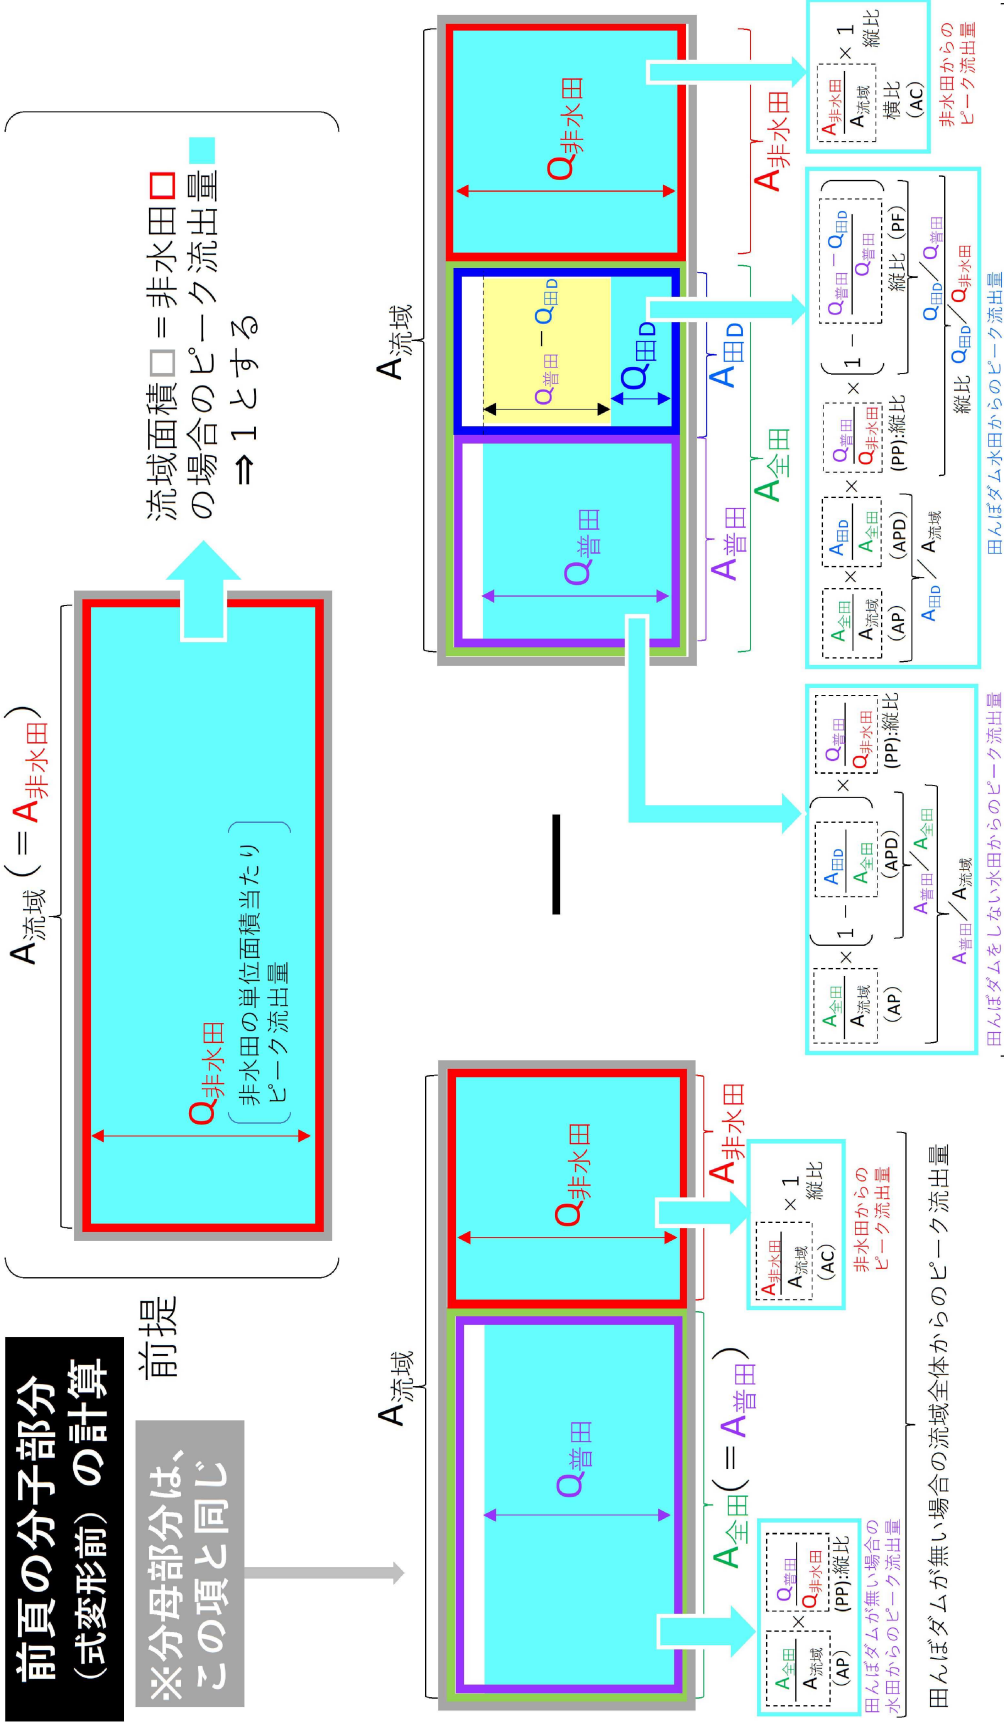 前頁の分子部分
(式変形前)の計算
※分母部分は、
この項と同じ
前提
A流域(=A非水田)
Q非水田
非水田の単位面積当たり
ピーク流出量
流域面積□=非水田□
の場合のピーク流出量■
⇒1とする
A流域
Q普田
Q非水田
A全田(=A普田)
A非水田
A全田/A流域 × Q普田/Q非水田
(AP) (PP):縦比
田んぼダムが無い場合の
水田からのピーク流出量
A非水田/A流域 × 1
(AC) 縦比
非水田からの
ピーク流出量
田んぼダムが無い場合の流域全体からのピーク流出量
―
A流域
Q普田
Q普田 − Q田D
Q田D
Q非水田
A普田
A田D
A全田
A非水田
A全田/A流域 × (1 − A田D/A全田) × Q普田/Q非水田
(AP) (APD) (PP):縦比
A普田/A全田
A普田/A流域
田んぼダムをしない水田からのピーク流出量
A全田/A流域 × A田D/A全田 × Q普田/Q非水田 × (1 − Q普田 − Q田D/Q普田)
(AP) (APD) (PP):縦比 縦比 (PF)
A田D/A流域
Q田D/Q普田
縦比 Q田D/Q非水田
田んぼダム水田からのピーク流出量
A非水田/A流域 × 1
横比 縦比
(AC)
非水田からの
ピーク流出量